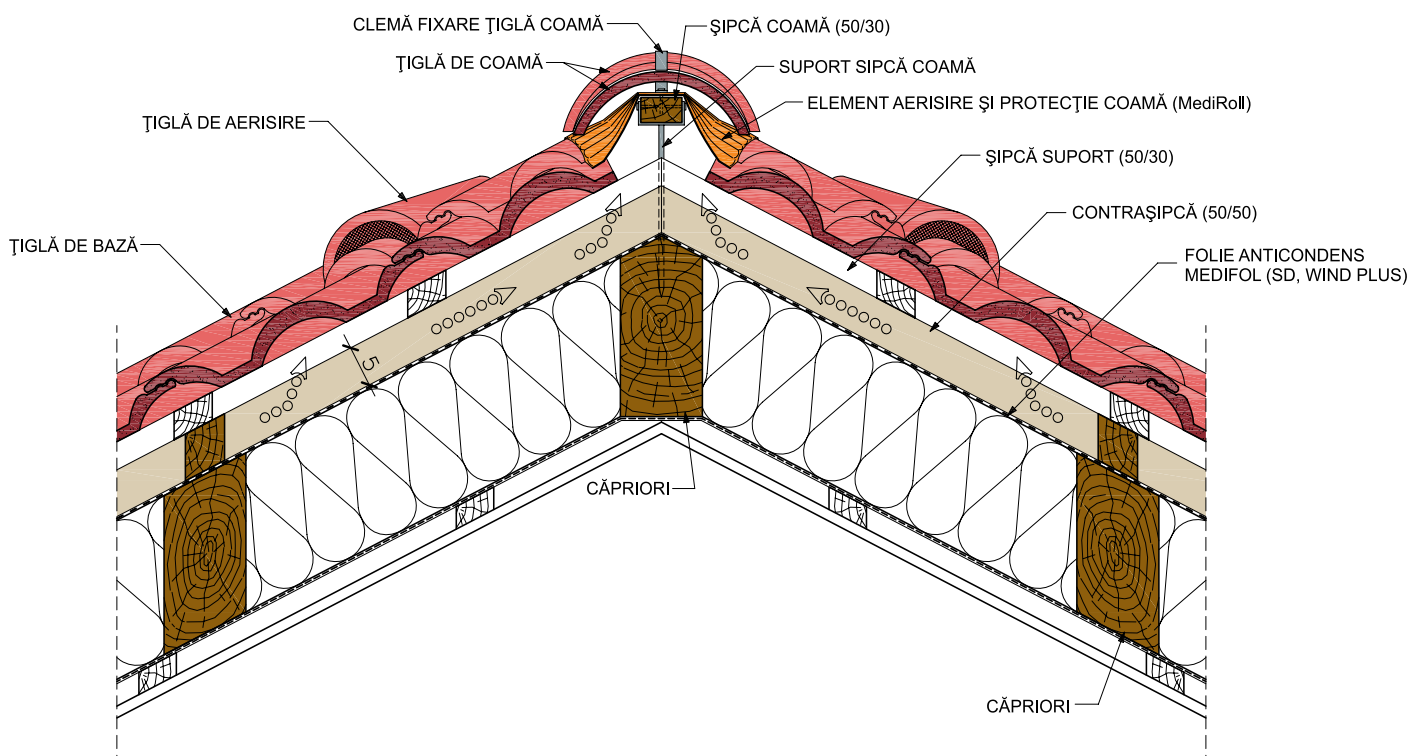 CLEMĂ FIXARE ŢIGLĂ COAMĂ
ŞIPCĂ COAMĂ (50/30)
ŢIGLĂ DE COAMĂ
SUPORT SIPCĂ COAMĂ
ELEMENT AERISIRE ŞI PROTECŢIE COAMĂ (MediRoll)
ŢIGLĂ DE AERISIRE
ŞIPCĂ SUPORT (50/30)
CONTRAŞIPCĂ (50/50)
ŢIGLĂ DE BAZĂ
FOLIE ANTICONDENS
MEDIFOL (SD, WIND PLUS)
5
CĂPRIORI
CĂPRIORI